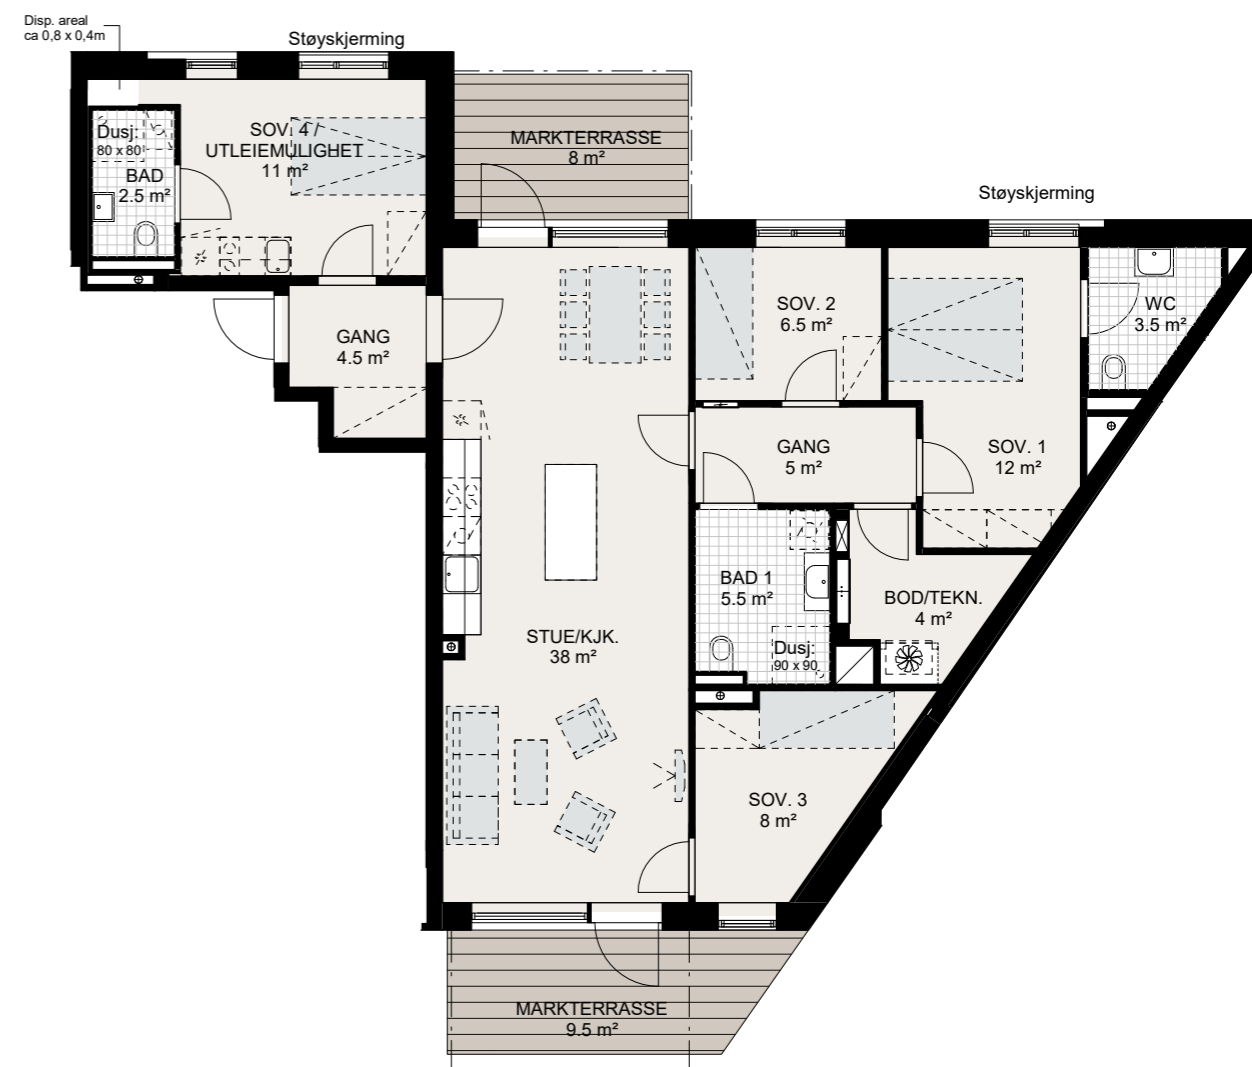 Disp. areal
ca 0,8 x 0,4m
Støyskjerming
Dusj:
80 x 80
BAD
2.5 m²
SOV. 4 /
UTLEIEMULIGHET
11 m²
MARKTERRASSE
8 m²
Støyskjerming
GANG
4.5 m²
SOV. 2
6.5 m²
WC
3.5 m²
GANG
5 m²
SOV. 1
12 m²
BAD 1
5.5 m²
BOD/TEKN.
4 m²
STUE/KJK.
38 m²
Dusj:
90 x 90
SOV. 3
8 m²
MARKTERRASSE
9.5 m²